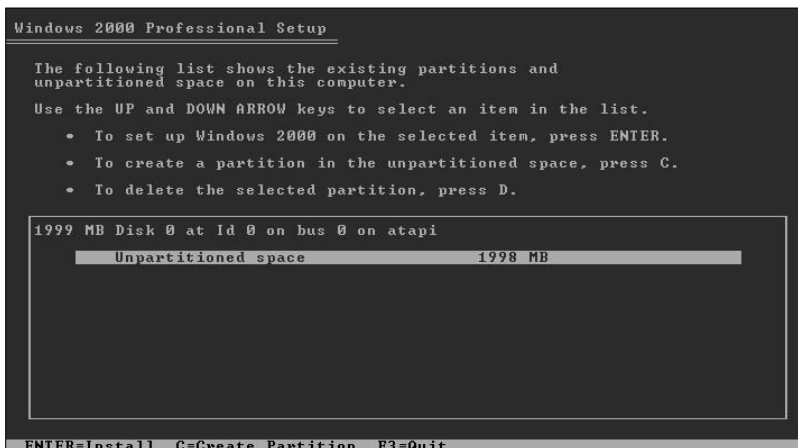 Windows 2000 Professional Setup
The following list shows the existing partitions and
unpartitioned space on this computer.
Use the UP and DOWN ARROW keys to select an item in the list.
• To set up Windows 2000 on the selected item, press ENTER.
• To create a partition in the unpartitioned space, press C.
• To delete the selected partition, press D.
1999 MB Disk 0 at Id 0 on bus 0 on atapi
Unpartitioned space 1998 MB
ENTER=Install C=Create Partition F3=Quit